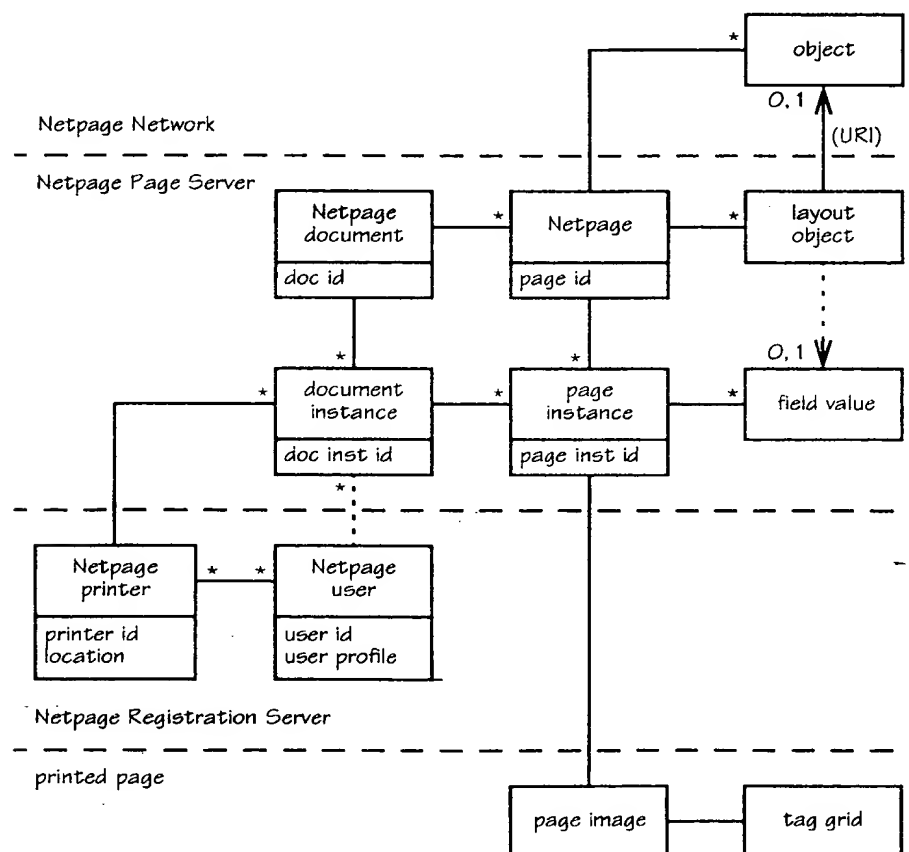 *
object
0, 1
(URI)
Netpage Network
Netpage Page Server
Netpage
document
doc id
*
Netpage
page id
*
layout
object
*
*
0, 1
*
document
instance
doc inst id
*
page
instance
page inst id
*
field value
*
Netpage
printer
printer id
location
*
*
Netpage
user
user id
user profile
Netpage Registration Server
printed page
page image
tag grid